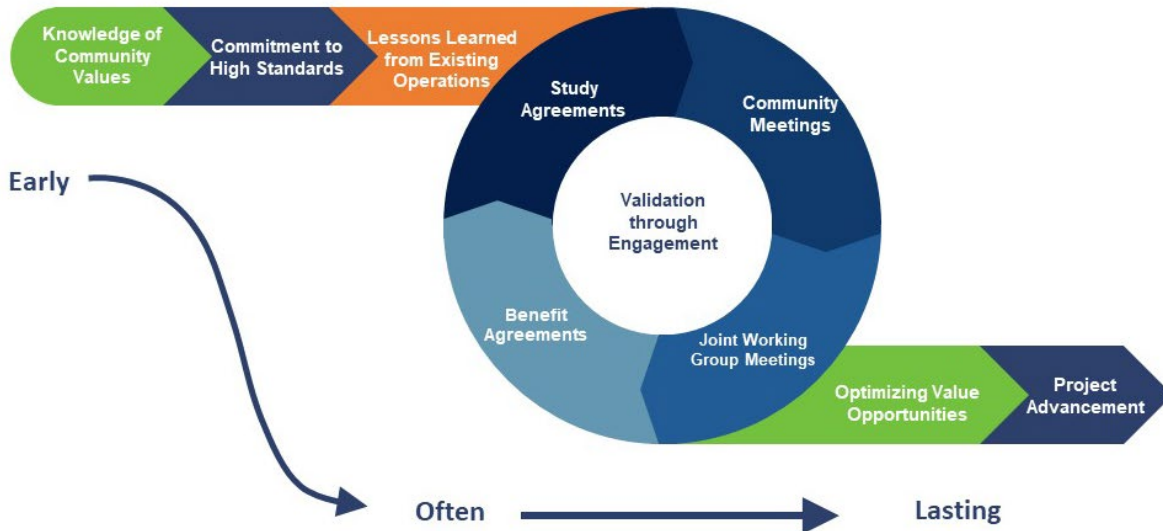 Knowledge of
Community
Values
Commitment to
High Standards
Lessons Learned
from Existing
Operations
Study
Agreements
Community
Meetings
Validation
through
Engagement
Benefit
Agreements
Joint Working
Group Meetings
Optimizing Value
Opportunities
Project
Advancement
Early
Often
Lasting